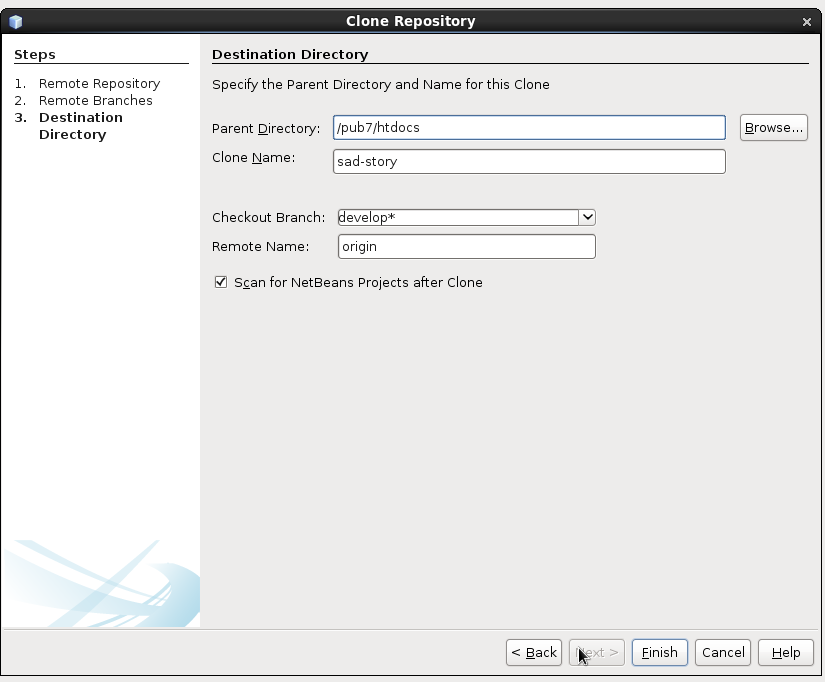 Clone Repository
Steps
1. Remote Repository
2. Remote Branches
3. Destination
Directory
Destination Directory
Specify the Parent Directory and Name for this Clone
Parent Directory: /pub7/htdocs Browse...
Clone Name: sad-story
Checkout Branch: develop*
Remote Name: origin
Scan for NetBeans Projects after Clone
< Back Next > Finish Cancel Help